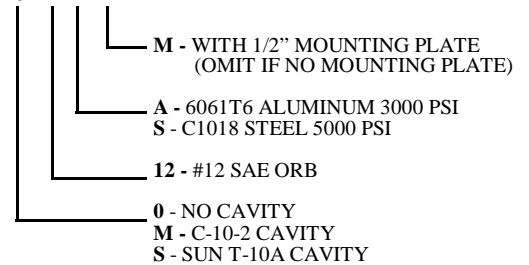 M - WITH 1/2” MOUNTING PLATE
(OMIT IF NO MOUNTING PLATE)
A - 6061T6 ALUMINUM 3000 PSI
S - C1018 STEEL 5000 PSI
12 - #12 SAE ORB
0 - NO CAVITY
M - C-10-2 CAVITY
S - SUN T-10A CAVITY